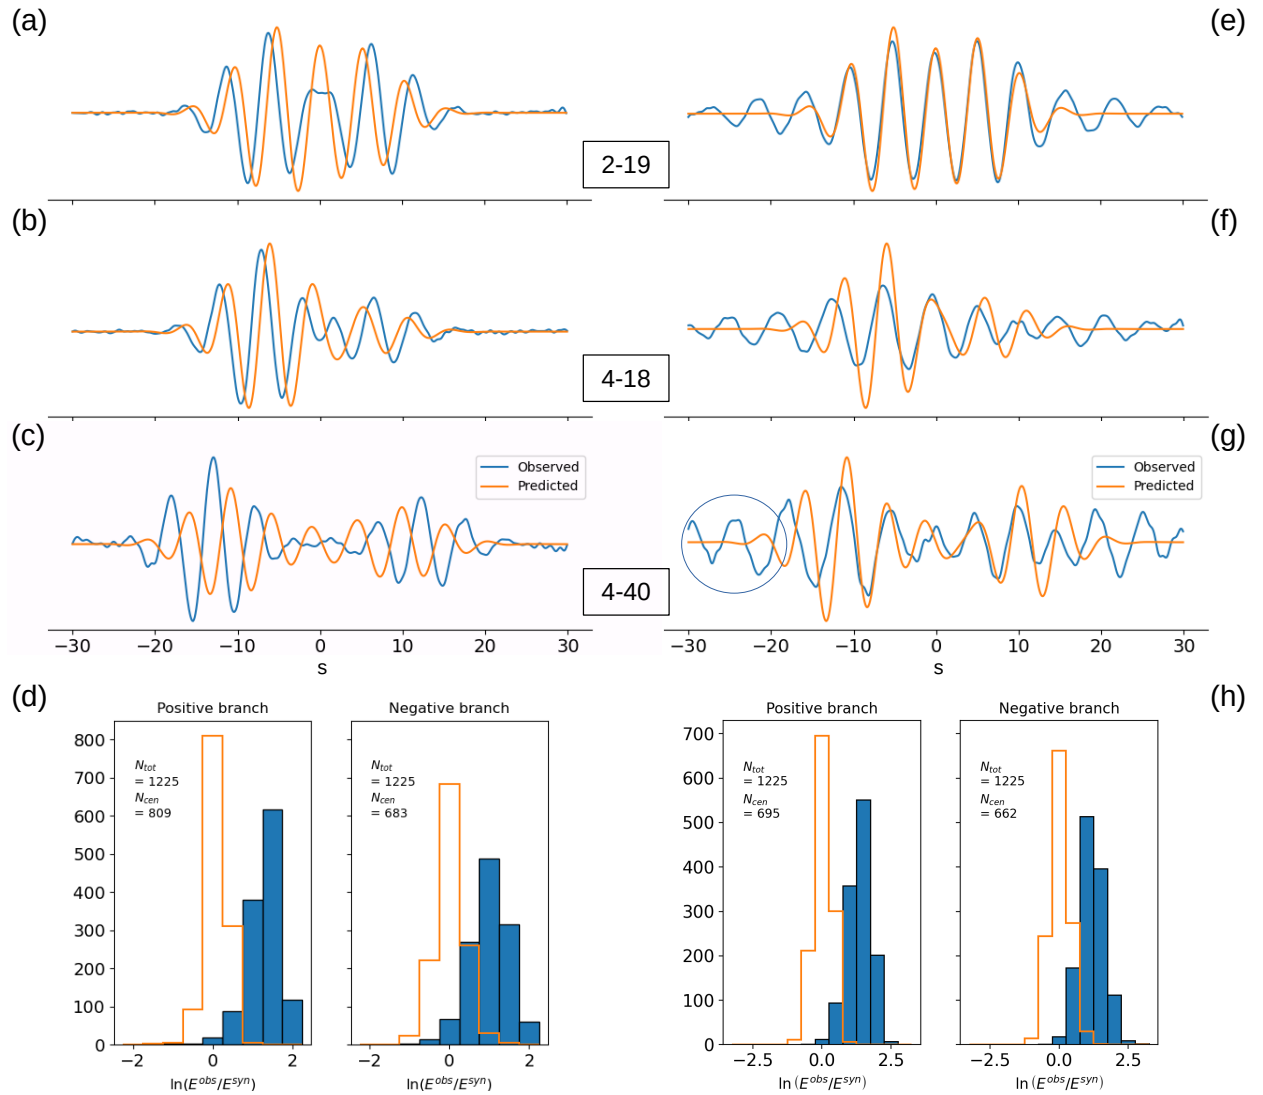 (a)
(e)
2-19
(b)
(f)
4-18
(c)
(g)
Observed
Predicted
Observed
Predicted
4-40
−30 −20 −10 0 10 20 30
s
−30 −20 −10 0 10 20 30
s
(d)
(h)
Positive branch
N_tot
= 1225
N_cen
= 809
800
700
600
500
400
300
200
100
0
−2 0 2
ln(E^obs/E^syn)
Negative branch
N_tot
= 1225
N_cen
= 683
−2 0 2
ln(E^obs/E^syn)
Positive branch
N_tot
= 1225
N_cen
= 695
700
600
500
400
300
200
100
0
−2.5 0.0 2.5
ln (E^obs/E^syn)
Negative branch
N_tot
= 1225
N_cen
= 662
−2.5 0.0 2.5
ln (E^obs/E^syn)